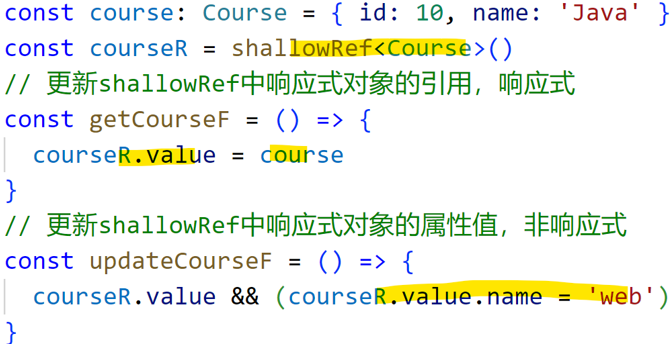 const course: Course = { id: 10, name: 'Java' }
const courseR = shallowRef<Course>()
// 更新shallowRef中响应式对象的引用，响应式
const getCourseF = () => {
  courseR.value = course
}
// 更新shallowRef中响应式对象的属性值，非响应式
const updateCourseF = () => {
  courseR.value && (courseR.value.name = 'web')
}